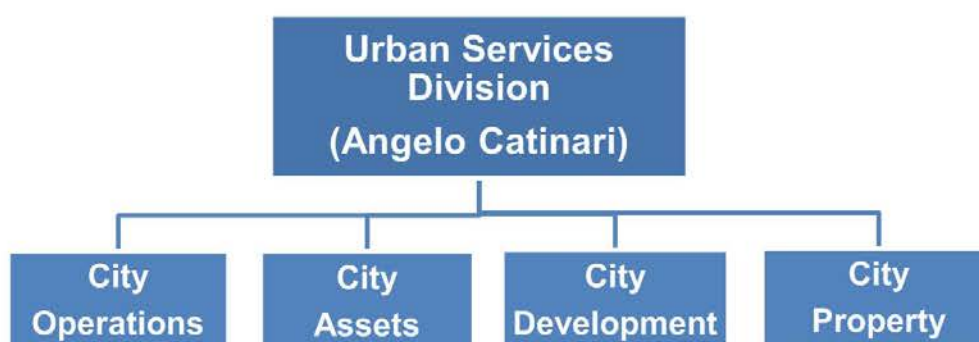 Urban Services
Division
(Angelo Catinari)
City
Operations
City
Assets
City
Development
City
Property